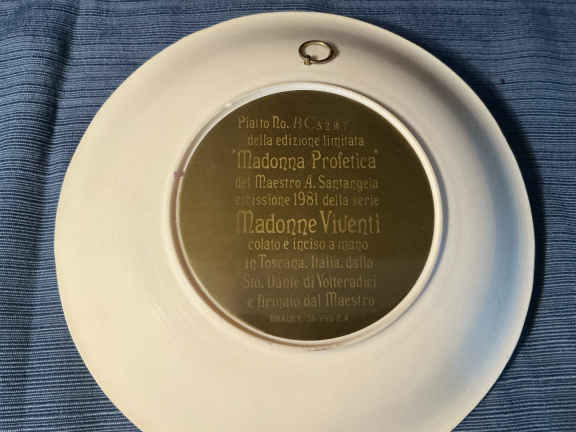 Piatto No. HC3287
della edizione limitata
"Madonna Profetica"
del Maestro A. Santangela
emissione 1981 della serie
Madonne Viventi
colato e inciso a mano
in Toscana, Italia, dallo
Sto. Dante di Volteradici
e firmato dal Maestro